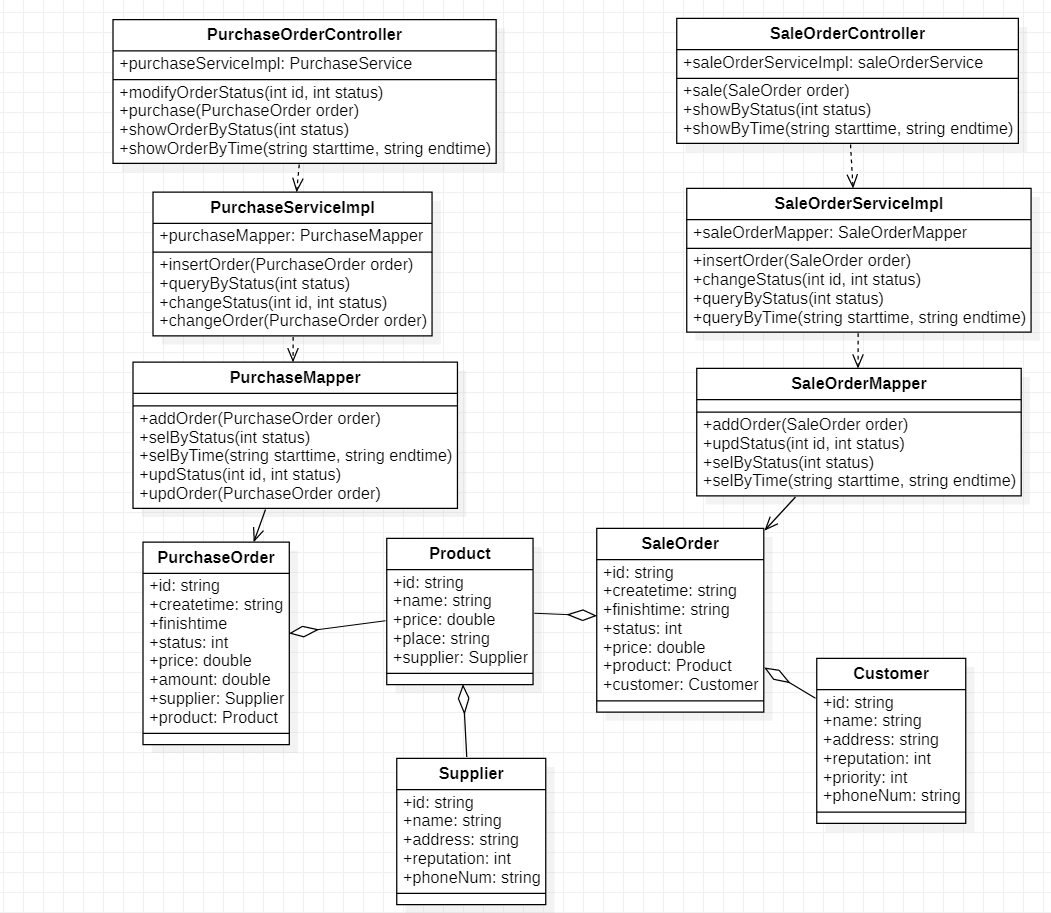 PurchaseOrderController
+purchaseServiceImpl: PurchaseService
+modifyOrderStatus(int id, int status)
+purchase(PurchaseOrder order)
+showOrderByStatus(int status)
+showOrderByTime(string starttime, string endtime)
SaleOrderController
+saleOrderServiceImpl: saleOrderService
+sale(SaleOrder order)
+showByStatus(int status)
+showByTime(string starttime, string endtime)
PurchaseServiceImpl
+purchaseMapper: PurchaseMapper
+insertOrder(PurchaseOrder order)
+queryByStatus(int status)
+changeStatus(int id, int status)
+changeOrder(PurchaseOrder order)
SaleOrderServiceImpl
+saleOrderMapper: SaleOrderMapper
+insertOrder(SaleOrder order)
+changeStatus(int id, int status)
+queryByStatus(int status)
+queryByTime(string starttime, string endtime)
PurchaseMapper
+addOrder(PurchaseOrder order)
+selByStatus(int status)
+selByTime(string starttime, string endtime)
+updStatus(int id, int status)
+updOrder(PurchaseOrder order)
SaleOrderMapper
+addOrder(SaleOrder order)
+updStatus(int id, int status)
+selByStatus(int status)
+selByTime(string starttime, string endtime)
PurchaseOrder
+id: string
+createtime: string
+finishtime
+status: int
+price: double
+amount: double
+supplier: Supplier
+product: Product
Product
+id: string
+name: string
+price: double
+place: string
+supplier: Supplier
SaleOrder
+id: string
+createtime: string
+finishtime: string
+status: int
+price: double
+product: Product
+customer: Customer
Customer
+id: string
+name: string
+address: string
+reputation: int
+priority: int
+phoneNum: string
Supplier
+id: string
+name: string
+address: string
+reputation: int
+phoneNum: string